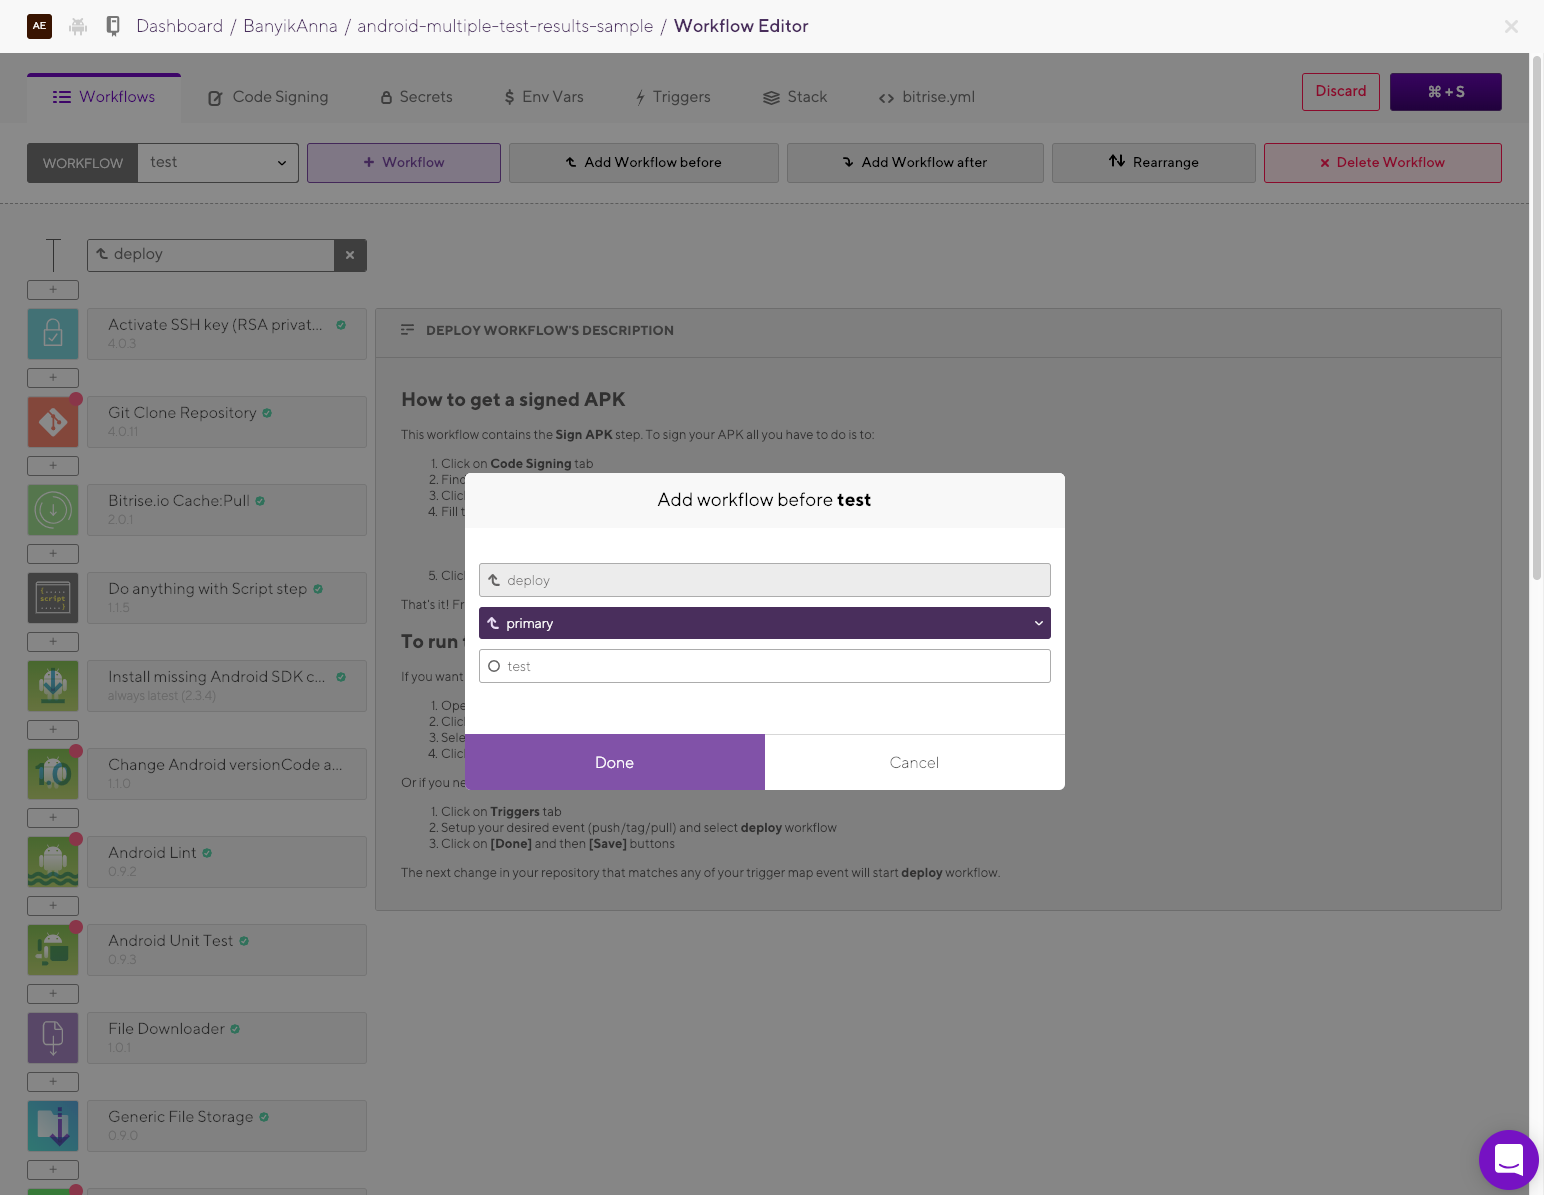 AE Dashboard / BanyikAnna / android-multiple-test-results-sample / Workflow Editor
Workflows Code Signing Secrets Env Vars Triggers Stack bitrise.yml Discard ⌘ + S
WORKFLOW test + Workflow Add Workflow before Add Workflow after Rearrange × Delete Workflow
deploy ×
+
Activate SSH key (RSA privat...
4.0.3
+
Git Clone Repository
4.0.11
+
Bitrise.io Cache:Pull
2.0.1
+
Do anything with Script step
1.1.5
+
Install missing Android SDK c...
always latest (2.3.4)
+
Change Android versionCode a...
1.1.0
+
Android Lint
0.9.2
+
Android Unit Test
0.9.3
+
File Downloader
1.0.1
+
Generic File Storage
0.9.0
+
script
1.0
DEPLOY WORKFLOW'S DESCRIPTION
How to get a signed APK
This workflow contains the Sign APK step. To sign your APK all you have to do is to:
1. Click on Code Signing tab
2. Find
3. Clic
4. Fill t
5. Clic
That's it! Fr
To run t
If you want
1. Ope
2. Clic
3. Sele
4. Clic
Or if you ne
1. Click on Triggers tab
2. Setup your desired event (push/tag/pull) and select deploy workflow
3. Click on [Done] and then [Save] buttons
The next change in your repository that matches any of your trigger map event will start deploy workflow.
Add workflow before test
deploy
primary
test
Done Cancel